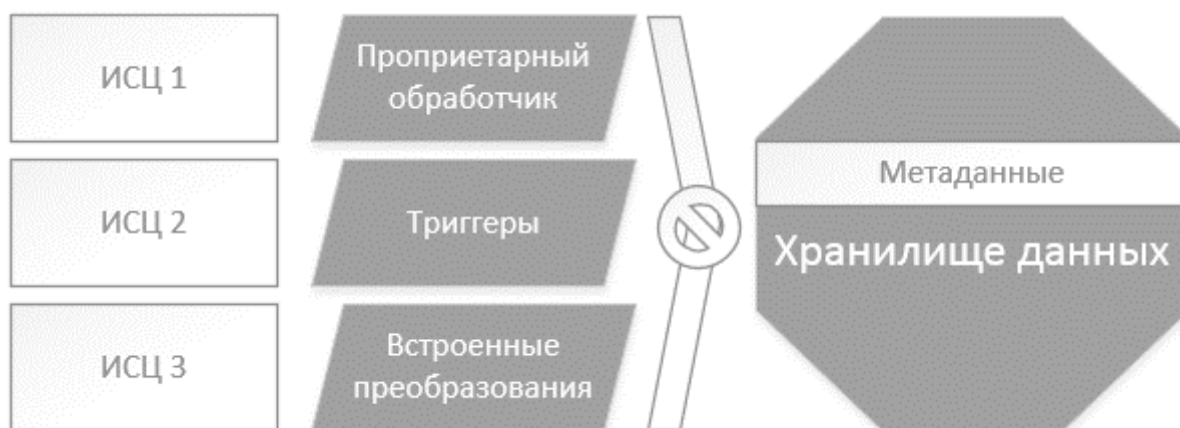 ИСЦ 1
Проприетарный
обработчик
ИСЦ 2
Триггеры
ИСЦ 3
Встроенные
преобразования
Метаданные
Хранилище данных